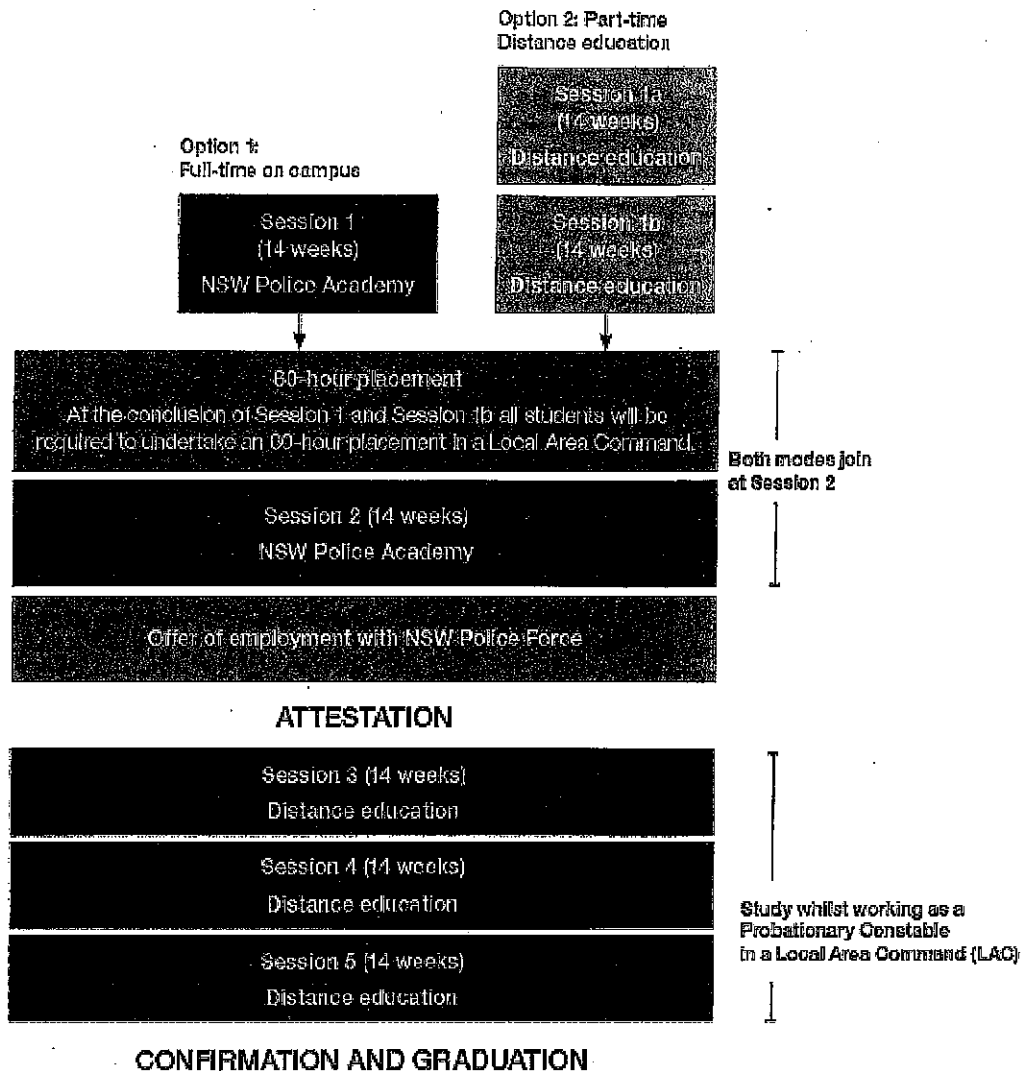 Option 1:
Full-time on campus
Session 1
(14 weeks)
NSW Police Academy
Option 2: Part-time
Distance education
Session 1a
(14 weeks)
Distance education
Session 1b
(14 weeks)
Distance education
80-hour placement
At the conclusion of Session 1 and Session 1b all students will be
required to undertake an 80-hour placement in a Local Area Command.
Session 2 (14 weeks)
NSW Police Academy
Both modes join
at Session 2
Offer of employment with NSW Police Force
ATTESTATION
Session 3 (14 weeks)
Distance education
Session 4 (14 weeks)
Distance education
Session 5 (14 weeks)
Distance education
Study whilst working as a
Probationary Constable
in a Local Area Command (LAC)
CONFIRMATION AND GRADUATION